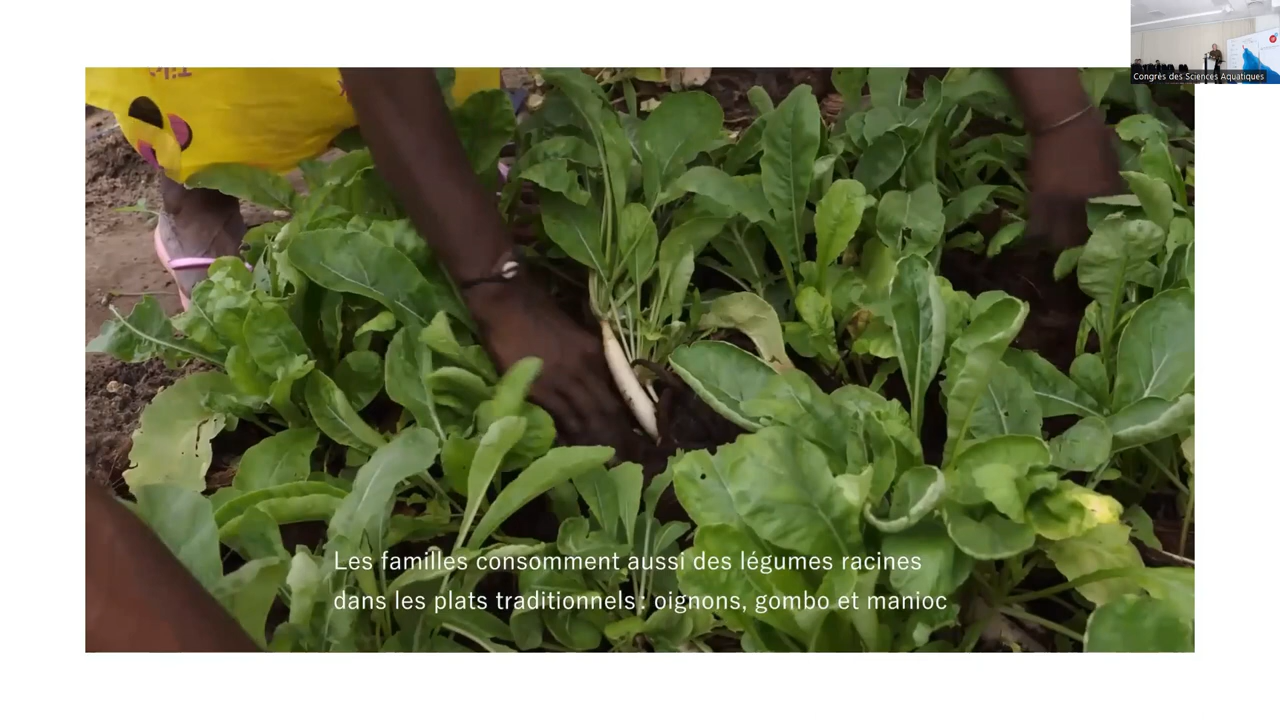 Congrès des Sciences Aquatiques
Les familles consomment aussi des légumes racines
dans les plats traditionnels : oignons, gombo et manioc